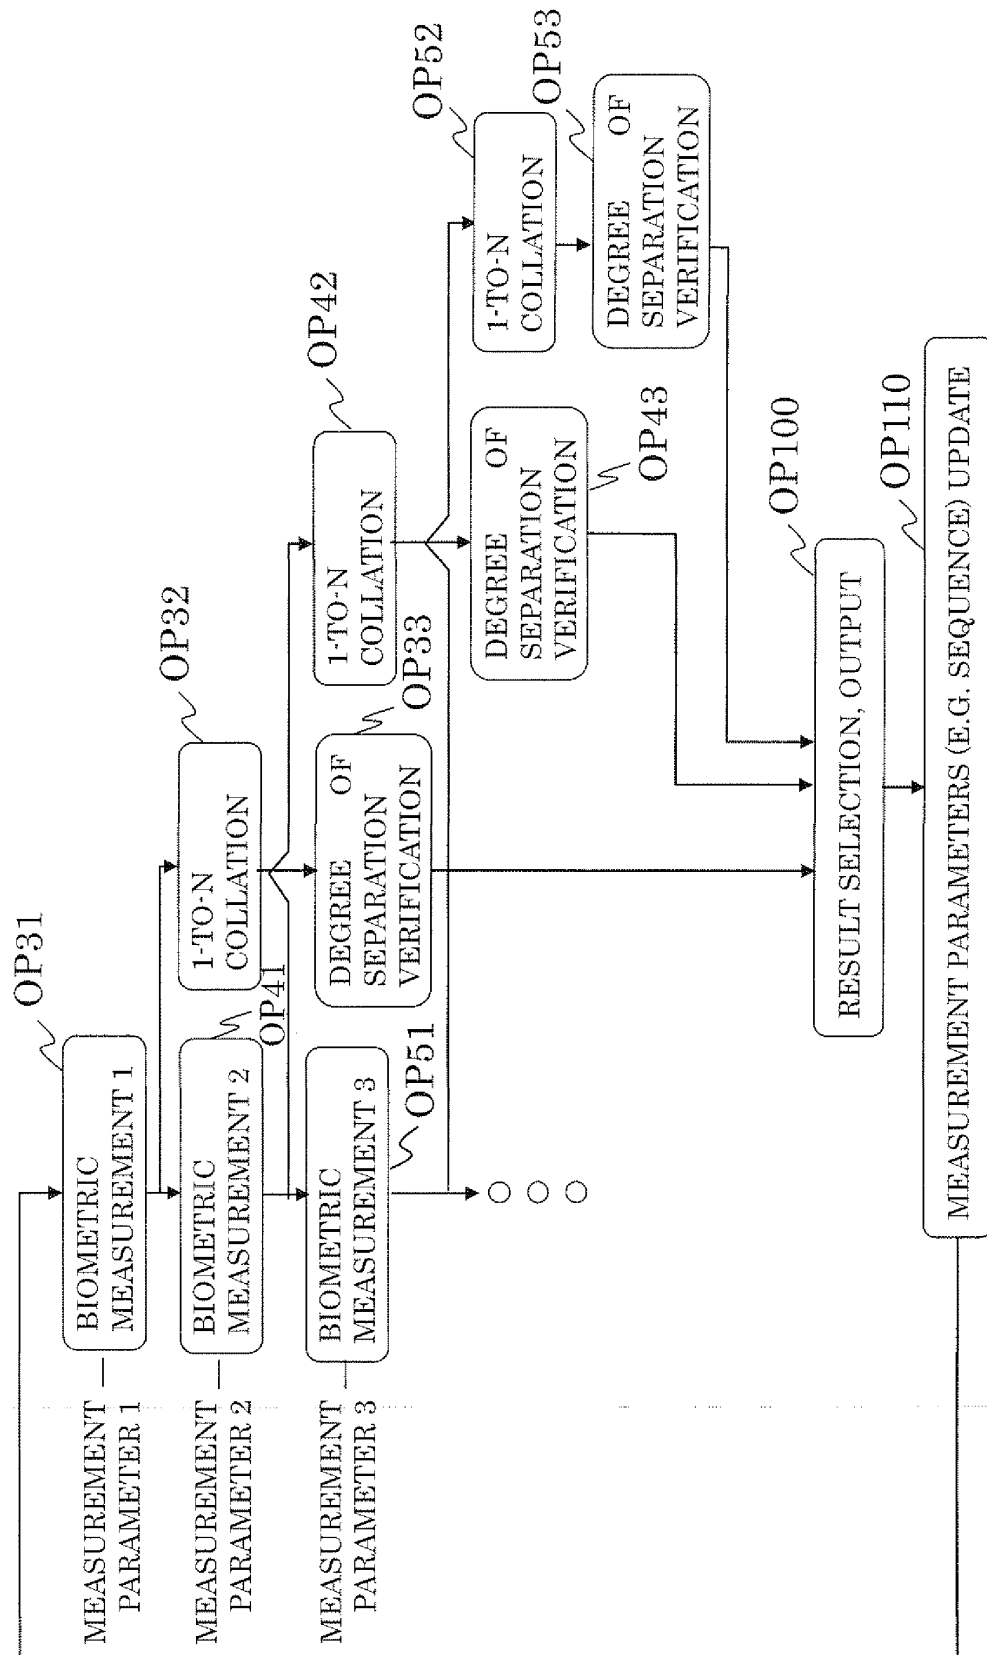 OP31
MEASUREMENT
PARAMETER 1
BIOMETRIC
MEASUREMENT 1
OP32
MEASUREMENT
PARAMETER 2
BIOMETRIC
MEASUREMENT 2
OP41
1-TO-N
COLLATION
OP42
MEASUREMENT
PARAMETER 3
BIOMETRIC
MEASUREMENT 3
OP51
DEGREE OF
SEPARATION
VERIFICATION
OP33
1-TO-N
COLLATION
OP52
DEGREE OF
SEPARATION
VERIFICATION
OP43
1-TO-N
COLLATION
OP53
DEGREE OF
SEPARATION
VERIFICATION
OP100
RESULT SELECTION, OUTPUT
OP110
MEASUREMENT PARAMETERS (E.G. SEQUENCE) UPDATE